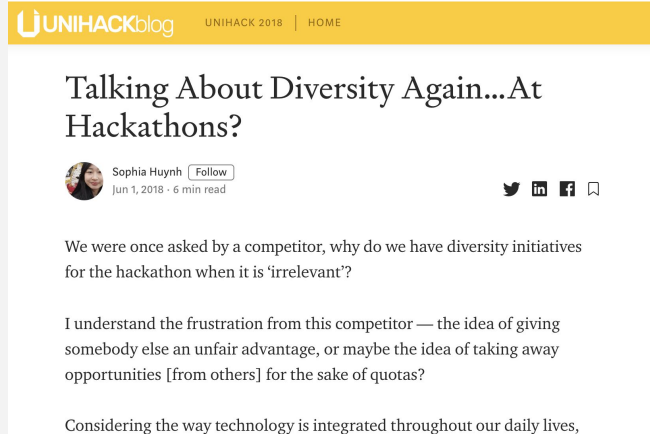 UNIHACKblog UNIHACK 2018 | HOME
Talking About Diversity Again...At
Hackathons?
Sophia Huynh Follow
Jun 1, 2018 · 6 min read
We were once asked by a competitor, why do we have diversity initiatives
for the hackathon when it is ‘irrelevant’?
I understand the frustration from this competitor — the idea of giving
somebody else an unfair advantage, or maybe the idea of taking away
opportunities [from others] for the sake of quotas?
Considering the way technology is integrated throughout our daily lives,